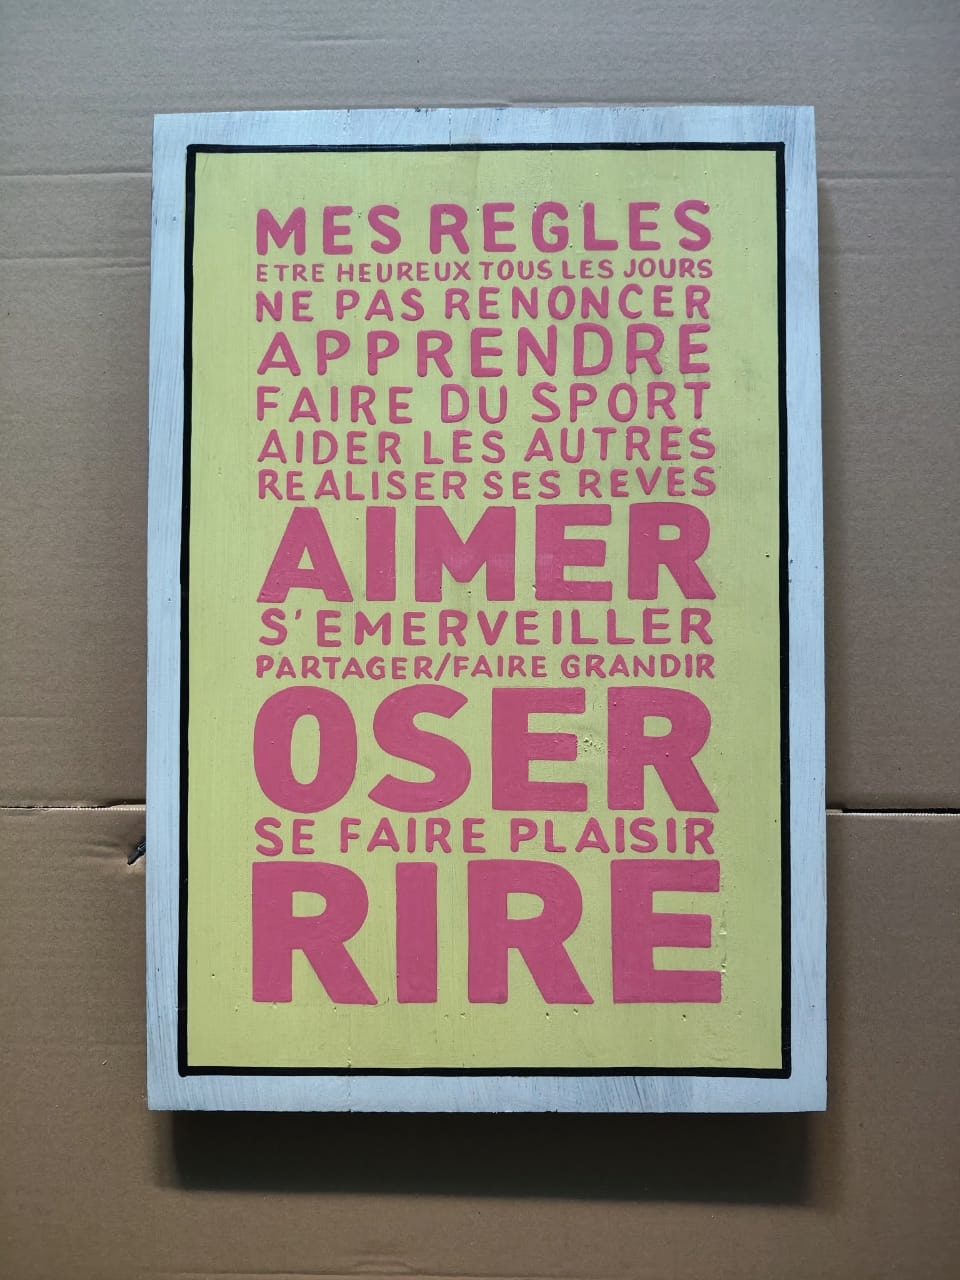 MES REGLES
ETRE HEUREUX TOUS LES JOURS
NE PAS RENONCER
APPRENDRE
FAIRE DU SPORT
AIDER LES AUTRES
REALISER SES REVES
AIMER
S'EMERVEILLER
PARTAGER/FAIRE GRANDIR
OSER
SE FAIRE PLAISIR
RIRE